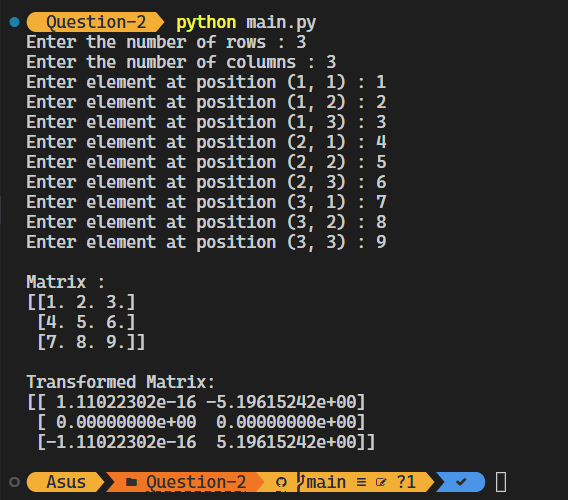 Question-2 python main.py
Enter the number of rows : 3
Enter the number of columns : 3
Enter element at position (1, 1) : 1
Enter element at position (1, 2) : 2
Enter element at position (1, 3) : 3
Enter element at position (2, 1) : 4
Enter element at position (2, 2) : 5
Enter element at position (2, 3) : 6
Enter element at position (3, 1) : 7
Enter element at position (3, 2) : 8
Enter element at position (3, 3) : 9
Matrix :
[[1. 2. 3.]
 [4. 5. 6.]
 [7. 8. 9.]]
Transformed Matrix:
[[ 1.11022302e-16 -5.19615242e+00]
 [ 0.00000000e+00  0.00000000e+00]
 [-1.11022302e-16  5.19615242e+00]]
Asus Question-2 main ≡ ?1